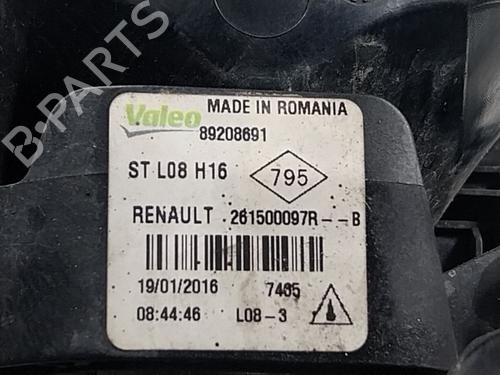 B-PARTS
Valeo MADE IN ROMANIA
89208691
ST L08 H16 795
RENAULT 261500097R--B
19/01/2016 7465
08:44:46 L08-3